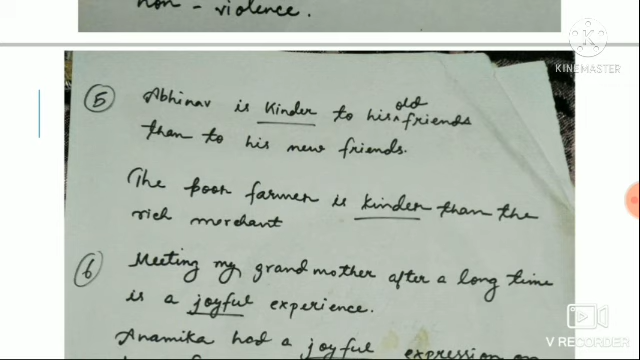 non - violence.
KINEMASTER
5 Abhinav is kinder to his old friends
than to his new friends.
The poor farmer is kinder than the
rich merchant
6 Meeting my grandmother after a long time
is a joyful experience.
Anamika had a joyful expression on
V RECORDER